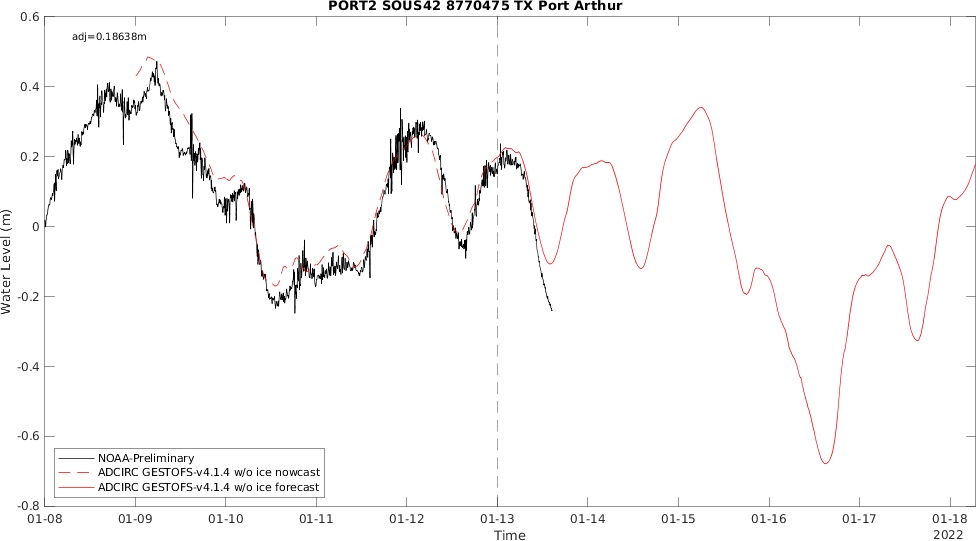 PORT2 SOUS42 8770475 TX Port Arthur
adj=0.18638m
0.6
0.4
0.2
0
-0.2
-0.4
-0.6
-0.8
Water Level (m)
NOAA-Preliminary
ADCIRC GESTOFS-v4.1.4 w/o ice nowcast
ADCIRC GESTOFS-v4.1.4 w/o ice forecast
01-08 01-09 01-10 01-11 01-12 01-13 01-14 01-15 01-16 01-17 01-18
Time
2022